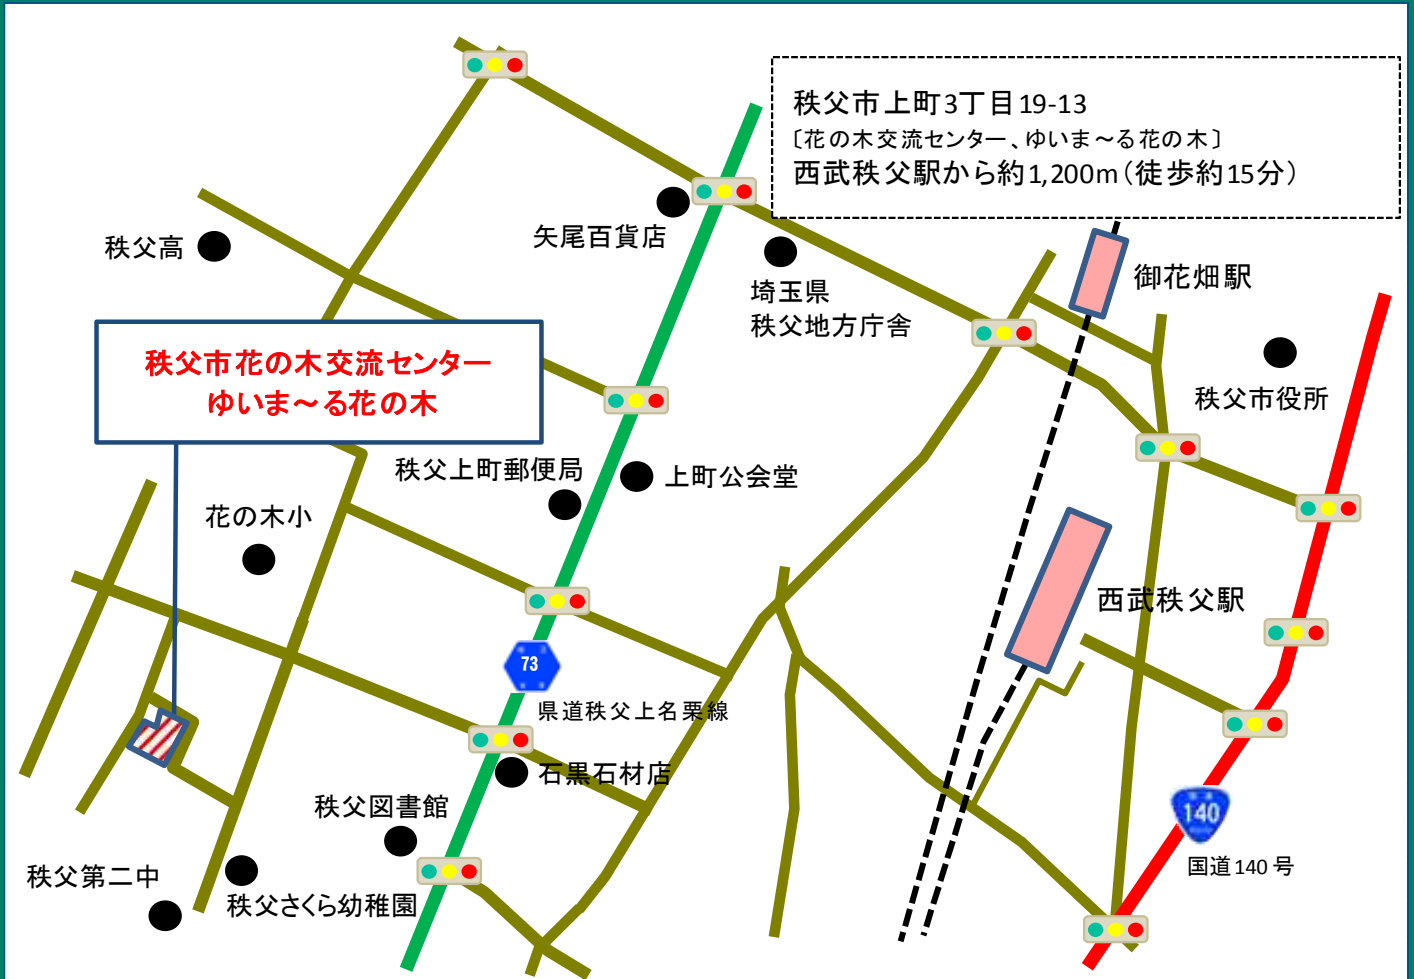 秩父市上町3丁目19-13
〔花の木交流センター、ゆいま～る花の木〕
西武秩父駅から約1,200m（徒歩約15分）
矢尾百貨店
秩父高
埼玉県
秩父地方庁舎
御花畑駅
秩父市花の木交流センター
ゆいま～る花の木
秩父市役所
秩父上町郵便局
上町公会堂
花の木小
西武秩父駅
73
県道秩父上名栗線
石黒石材店
秩父図書館
140
国道140号
秩父第二中
秩父さくら幼稚園